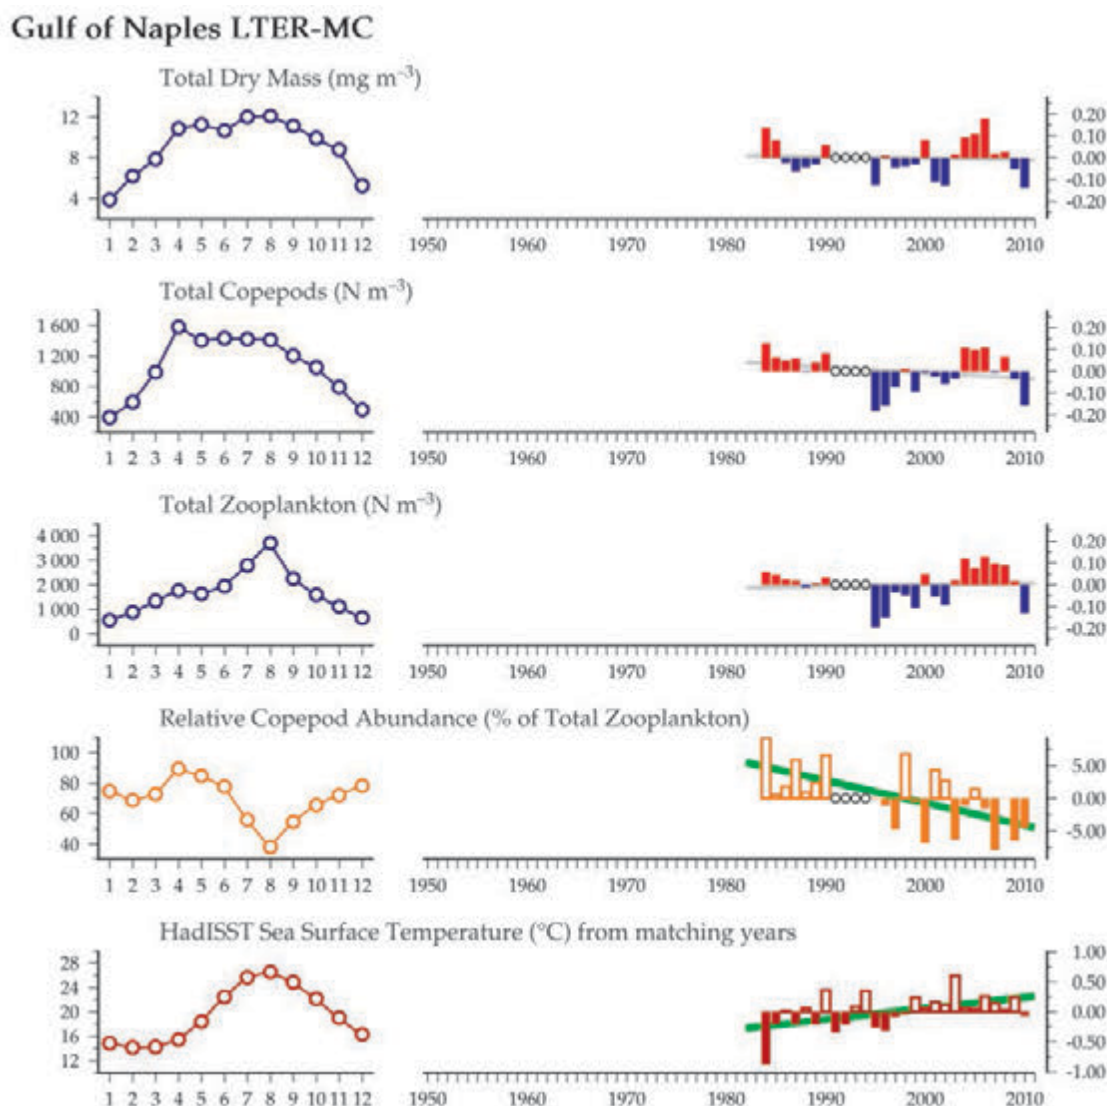 Gulf of Naples LTER-MC
Total Dry Mass (mg m⁻³)
12
8
4
0.20
0.10
0.00
-0.10
-0.20
1 2 3 4 5 6 7 8 9 10 11 12
1950 1960 1970 1980 1990 2000 2010
Total Copepods (N m⁻³)
1 600
1 200
800
400
0.20
0.10
0.00
-0.10
-0.20
1 2 3 4 5 6 7 8 9 10 11 12
1950 1960 1970 1980 1990 2000 2010
Total Zooplankton (N m⁻³)
4 000
3 000
2 000
1 000
0
0.20
0.10
0.00
-0.10
-0.20
1 2 3 4 5 6 7 8 9 10 11 12
1950 1960 1970 1980 1990 2000 2010
Relative Copepod Abundance (% of Total Zooplankton)
100
80
60
40
5.00
0.00
-5.00
1 2 3 4 5 6 7 8 9 10 11 12
1950 1960 1970 1980 1990 2000 2010
HadISST Sea Surface Temperature (°C) from matching years
28
24
20
16
12
1.00
0.50
0.00
-0.50
-1.00
1 2 3 4 5 6 7 8 9 10 11 12
1950 1960 1970 1980 1990 2000 2010